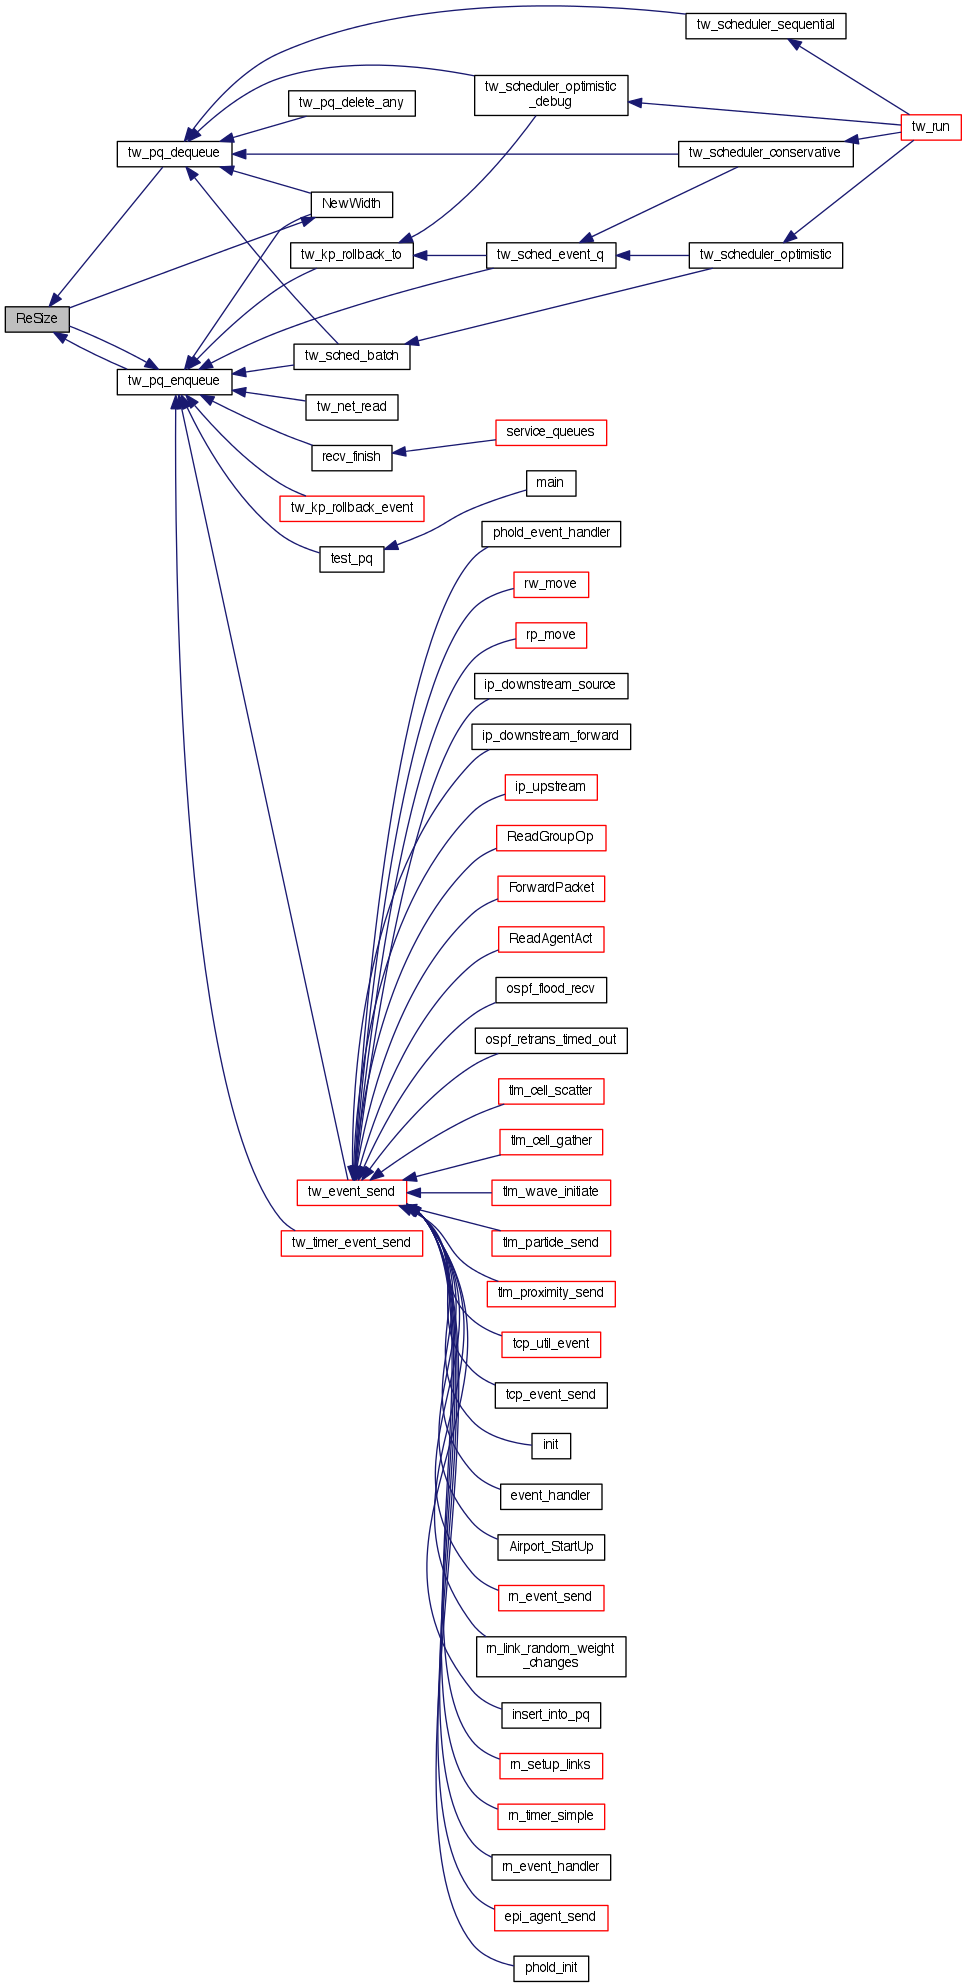 tw_scheduler_sequential
tw_scheduler_optimistic
_debug
tw_pq_delete_any
tw_run
tw_pq_dequeue
tw_scheduler_conservative
NewWidth
tw_kp_rollback_to
tw_sched_event_q
tw_scheduler_optimistic
ReSize
tw_sched_batch
tw_pq_enqueue
tw_net_read
service_queues
recv_finish
main
tw_kp_rollback_event
phold_event_handler
test_pq
rw_move
rp_move
ip_downstream_source
ip_downstream_forward
ip_upstream
ReadGroupOp
ForwardPacket
ReadAgentAct
ospf_flood_recv
ospf_retrans_timed_out
tlm_cell_scatter
tlm_cell_gather
tw_event_send
tlm_wave_initiate
tw_timer_event_send
tlm_particle_send
tlm_proximity_send
tcp_util_event
tcp_event_send
init
event_handler
Airport_StartUp
rn_event_send
rn_link_random_weight
_changes
insert_into_pq
rn_setup_links
rn_timer_simple
rn_event_handler
epi_agent_send
phold_init